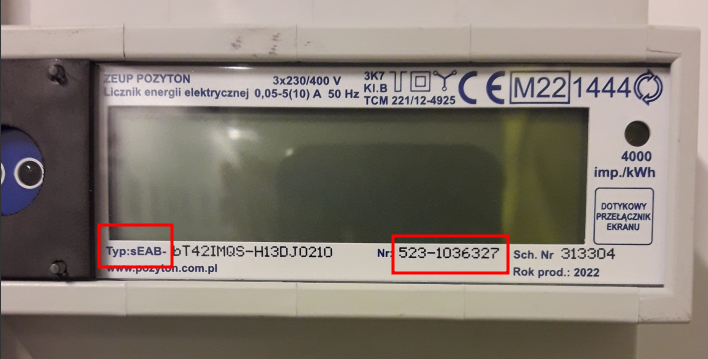 ZEUP POZYTON 3x230/400 V
Licznik energii elektrycznej 0,05-5(10) A 50 Hz
3K7
Kl.B
TCM 221/12-4925
CE M22 1444
4000
imp./kWh
DOTYKOWY
PRZEŁĄCZNIK
EKRANU
Typ:sEAB- 6T42IMQS-H13DJ0210 Nr: 523-1036327 Sch. Nr 313304
www.pozyton.com.pl Rok prod.: 2022